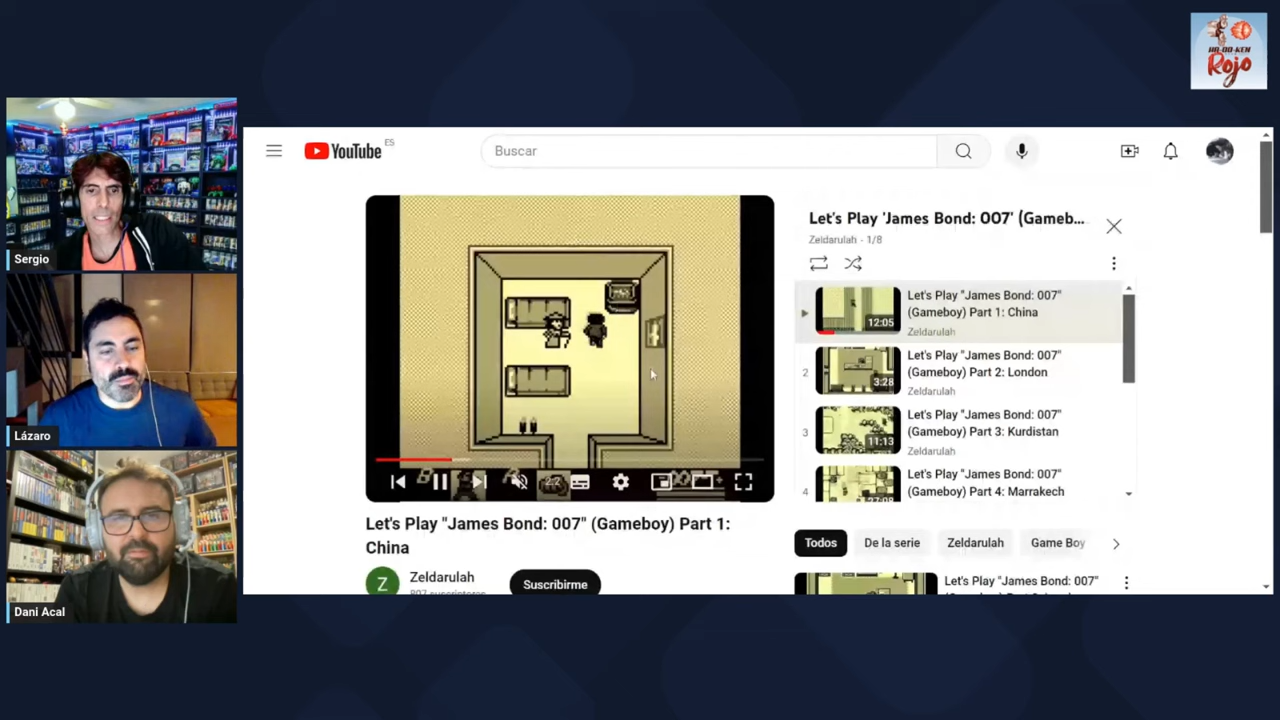 HA-DO-KEN
Rojo
Sergio
Lázaro
Dani Acal
YouTube ES
Buscar
Let's Play "James Bond: 007" (Gameboy) Part 1:
China
Z
Zeldarulah
Suscribirme
Let's Play 'James Bond: 007' (Gameb...
Zeldarulah - 1/8
12:05
Let's Play "James Bond: 007"
(Gameboy) Part 1: China
Zeldarulah
2
3:28
Let's Play "James Bond: 007"
(Gameboy) Part 2: London
Zeldarulah
3
11:13
Let's Play "James Bond: 007"
(Gameboy) Part 3: Kurdistan
Zeldarulah
4
Let's Play "James Bond: 007"
(Gameboy) Part 4: Marrakech
Todos
De la serie
Zeldarulah
Game Boy
Let's Play "James Bond: 007"